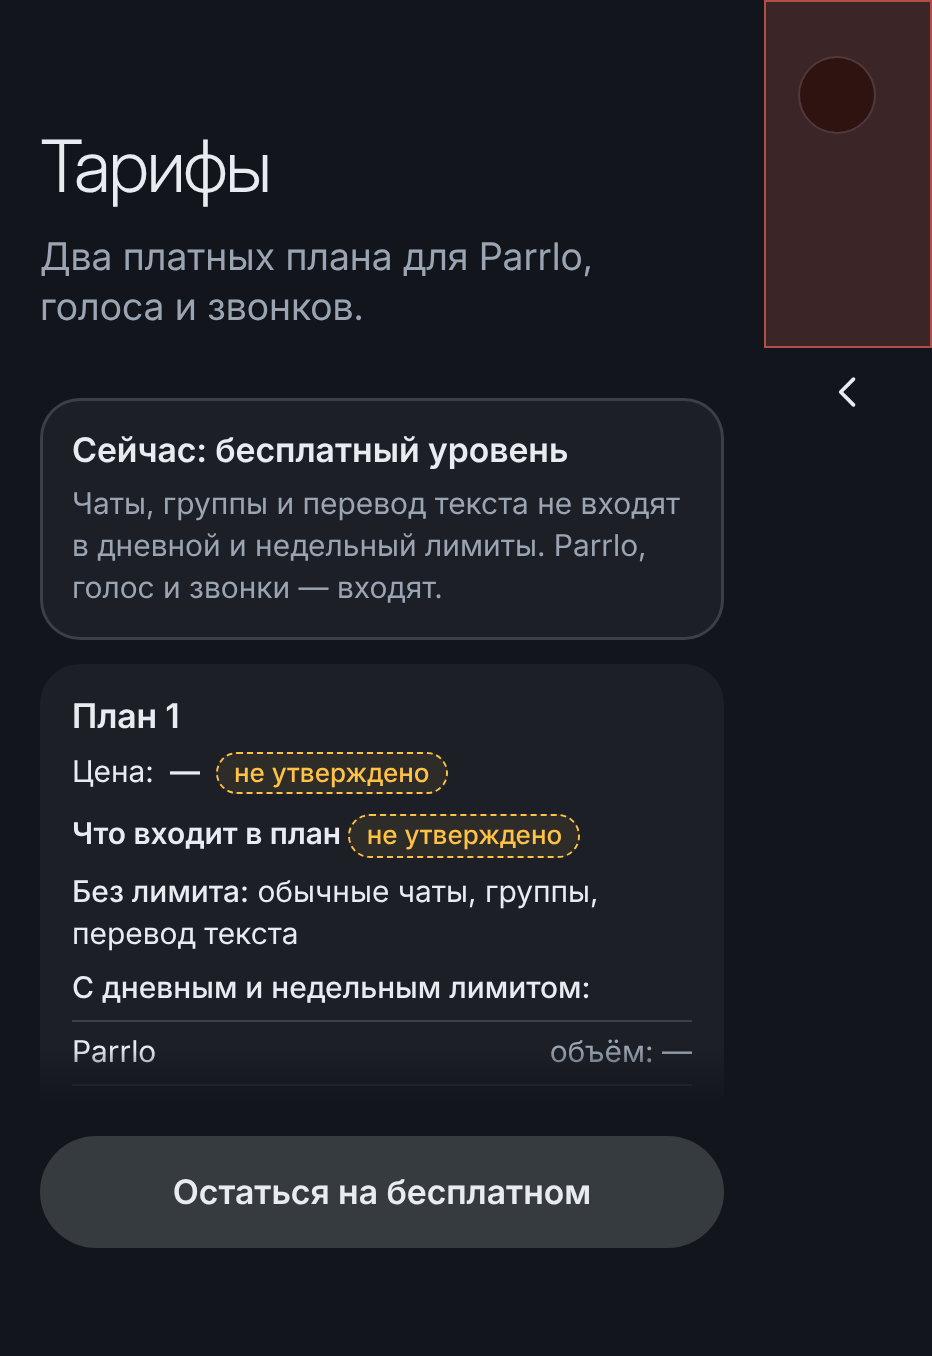 Тарифы
Два платных плана для Parrlo,
голоса и звонков.
Сейчас: бесплатный уровень
Чаты, группы и перевод текста не входят
в дневной и недельный лимиты. Parrlo,
голос и звонки — входят.
План 1
Цена: — не утверждено
Что входит в план не утверждено
Без лимита: обычные чаты, группы,
перевод текста
С дневным и недельным лимитом:
Parrlo объём: —
Остаться на бесплатном